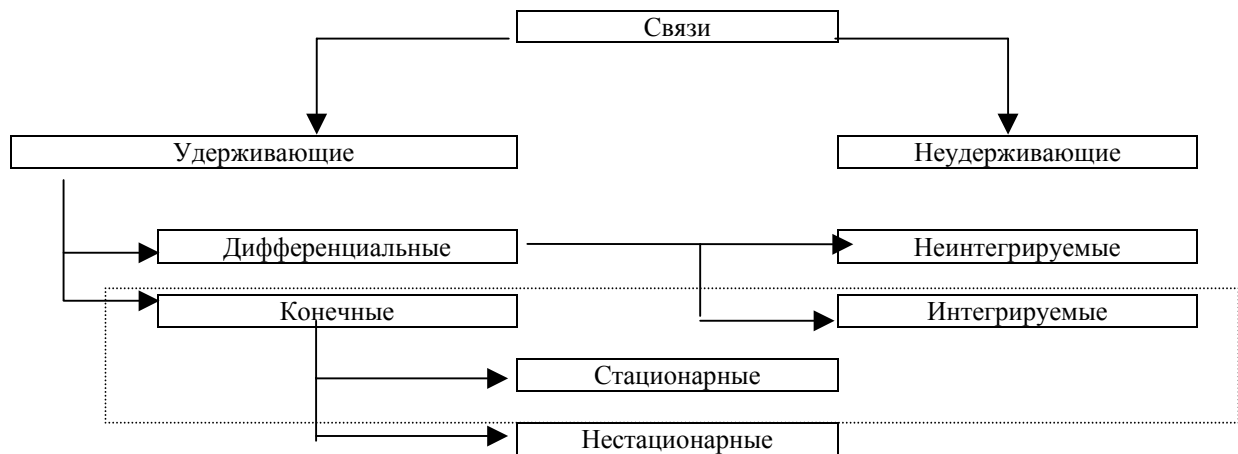 Связи
Удерживающие
Неудерживающие
Дифференциальные
Неинтегрируемые
Конечные
Интегрируемые
Стационарные
Нестационарные